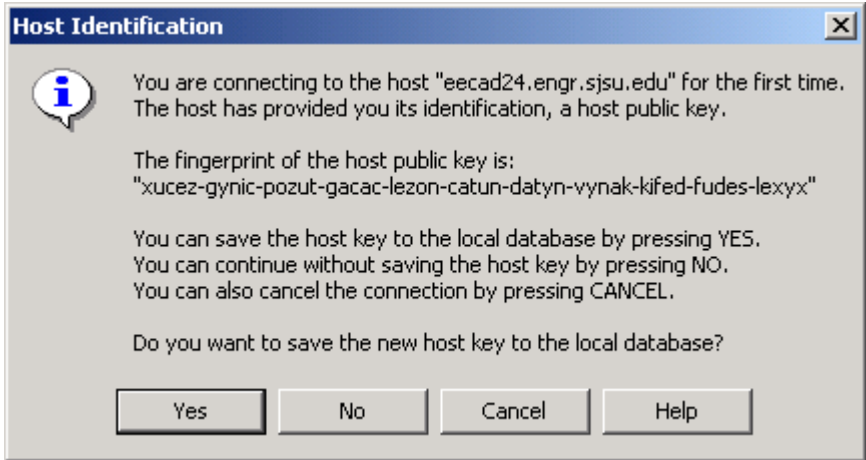 Host Identification
You are connecting to the host "eecad24.engr.sjsu.edu" for the first time.
The host has provided you its identification, a host public key.
The fingerprint of the host public key is:
"xucez-gynic-pozut-gacac-lezon-catun-datyn-vynak-kifed-fudes-lexyx"
You can save the host key to the local database by pressing YES.
You can continue without saving the host key by pressing NO.
You can also cancel the connection by pressing CANCEL.
Do you want to save the new host key to the local database?
Yes No Cancel Help